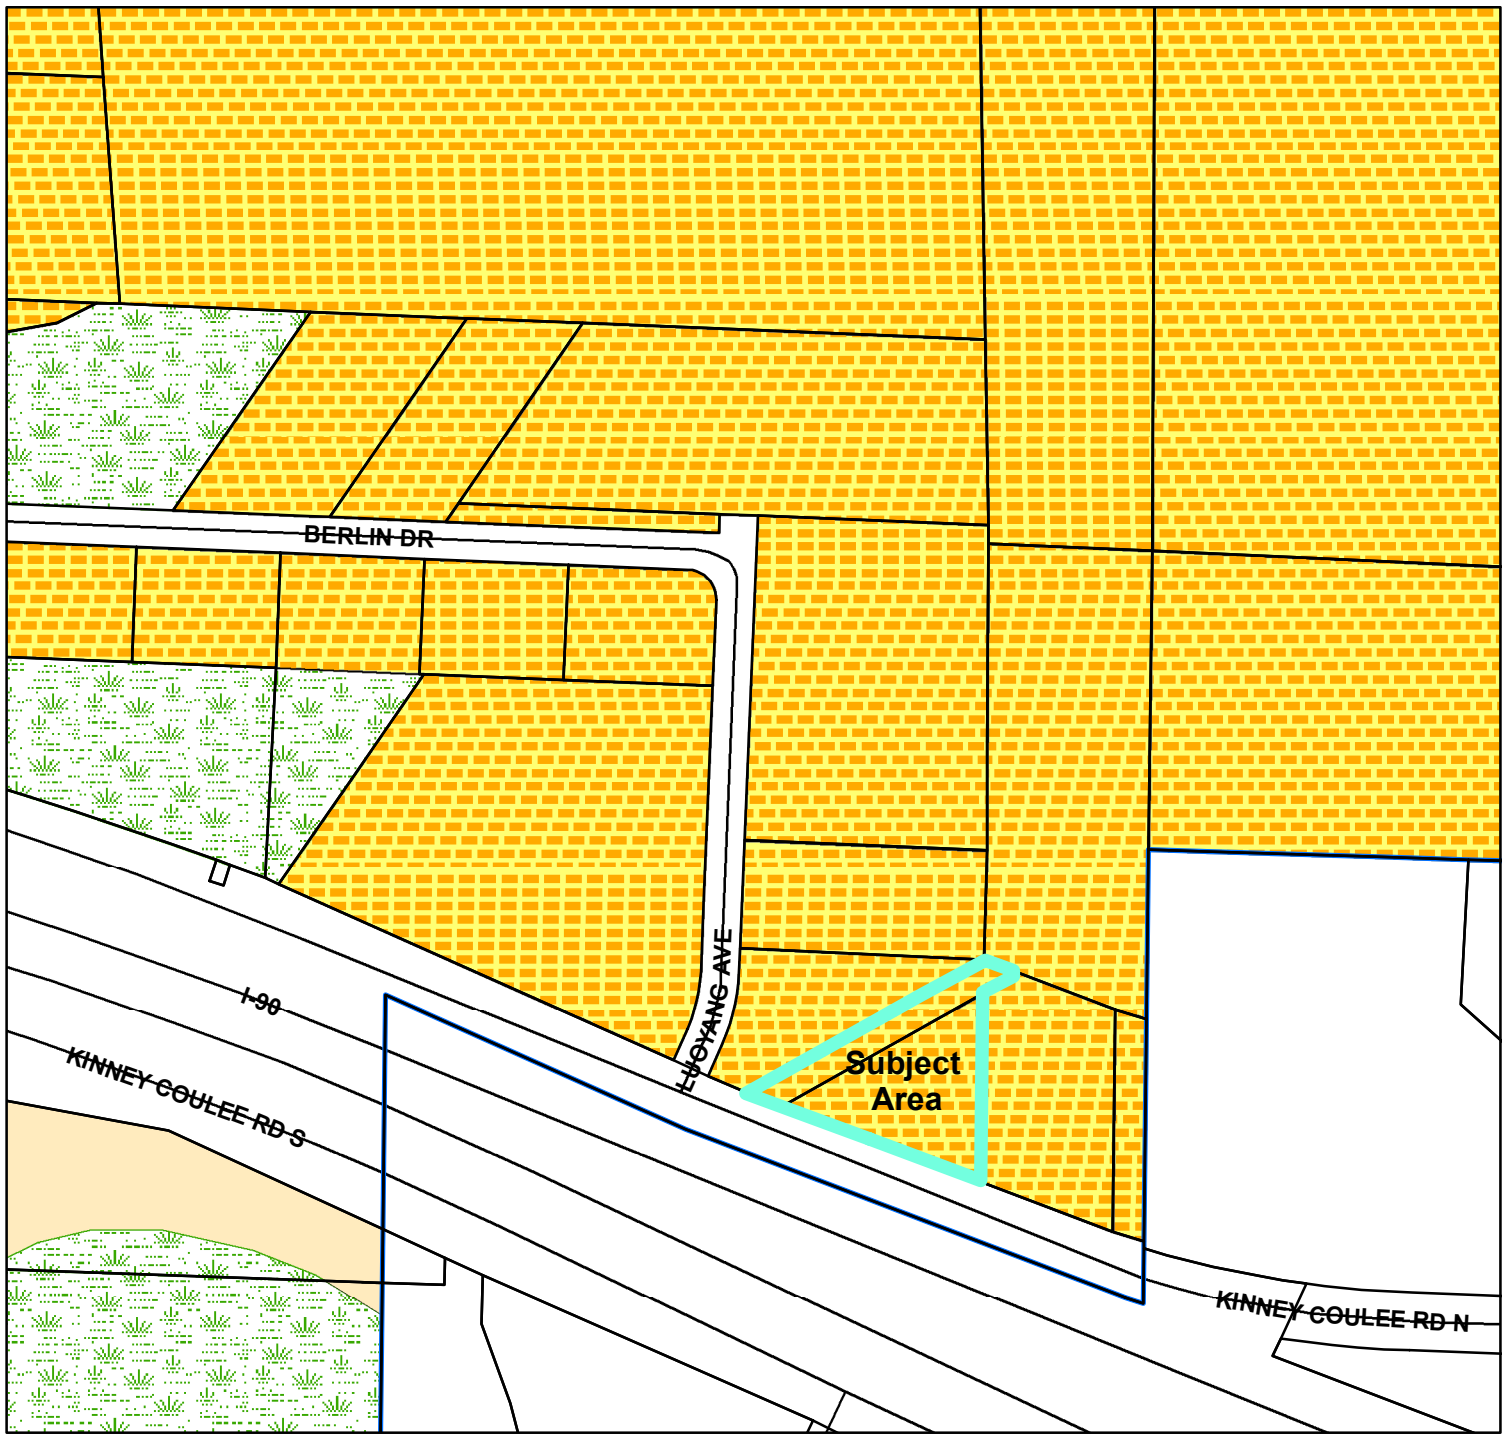 BERLIN DR
LUOYANG AVE
I-90
KINNEY COULEE RD S
Subject
Area
KINNEY COULEE RD N